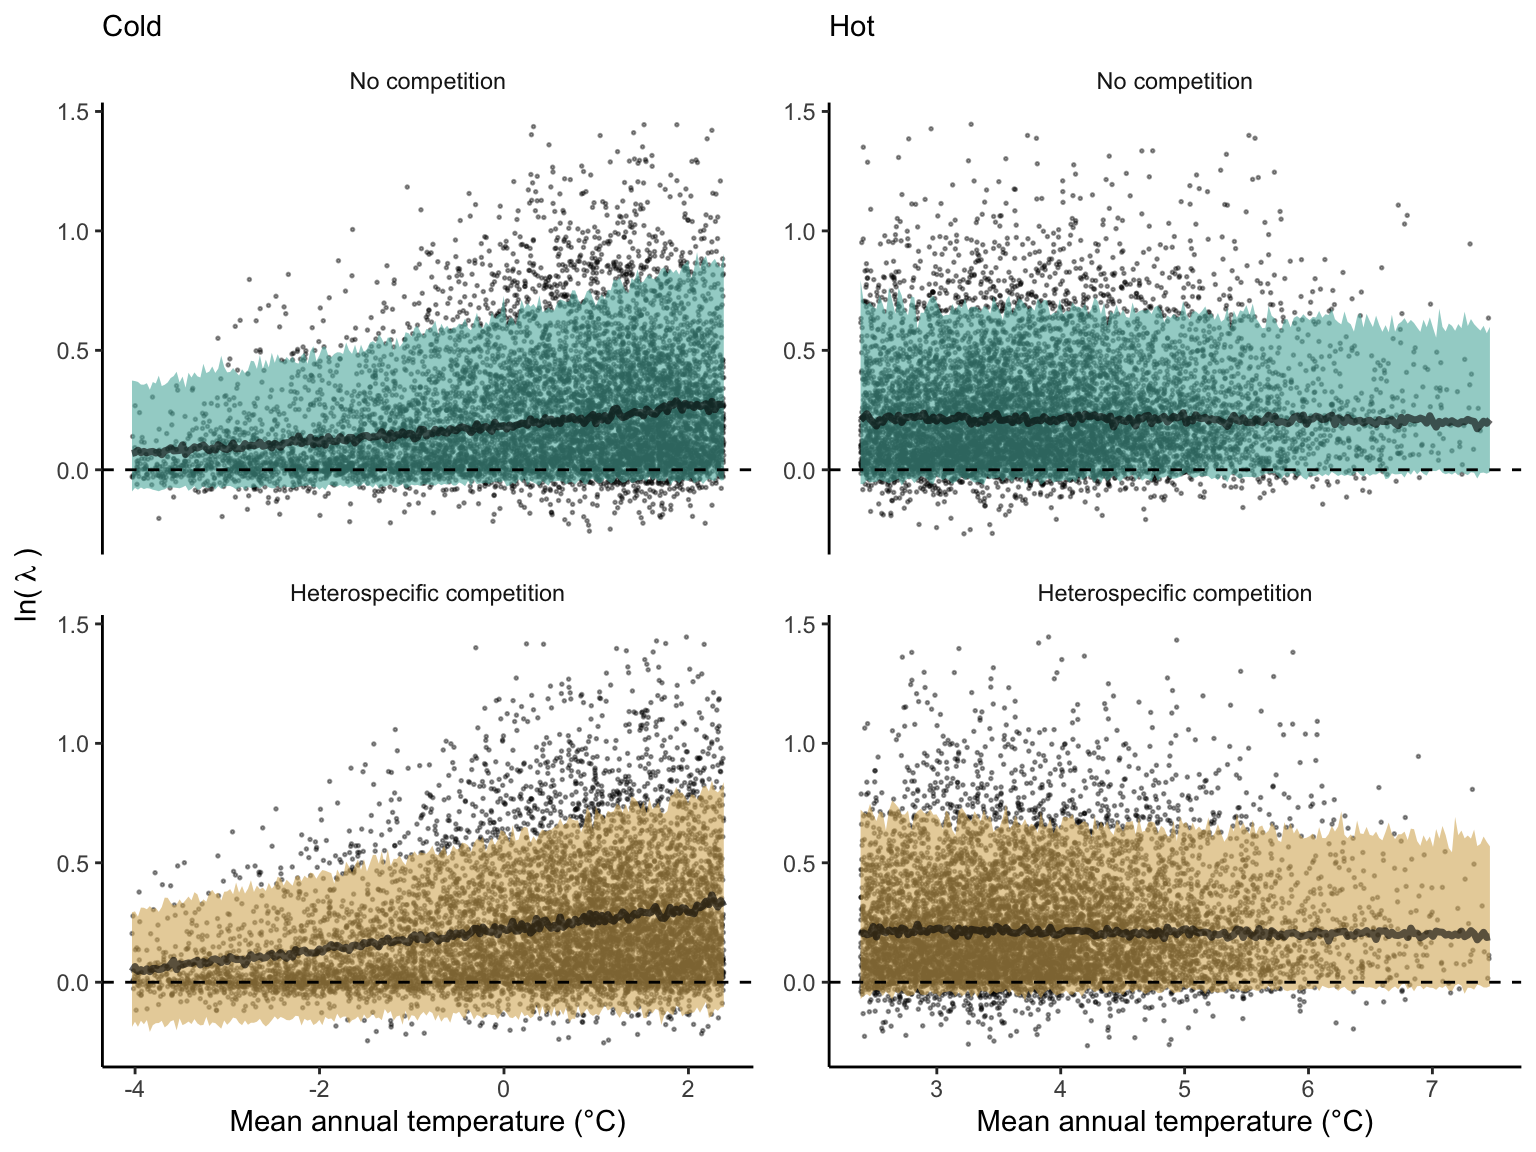 Cold
Hot
No competition
No competition
1.5
1.0
0.5
0.0
1.5
1.0
0.5
0.0
ln( λ )
Heterospecific competition
Heterospecific competition
1.5
1.0
0.5
0.0
1.5
1.0
0.5
0.0
-4 -2 0 2
3 4 5 6 7
Mean annual temperature (°C)
Mean annual temperature (°C)